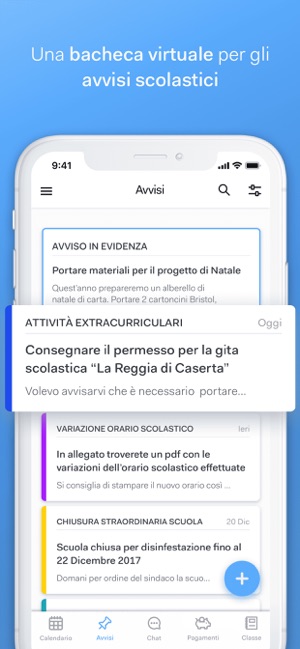 Una bacheca virtuale per gli
avvisi scolastici
9:41
Avvisi
AVVISO IN EVIDENZA
Portare materiali per il progetto di Natale
Quest'anno prepareremo un alberello di
natale di carta. Portare 2 cartoncini Bristol,
ATTIVITÀ EXTRACURRICULARI Oggi
Consegnare il permesso per la gita
scolastica “La Reggia di Caserta”
Volevo avvisarvi che è necessario portare...
VARIAZIONE ORARIO SCOLASTICO Ieri
In allegato troverete un pdf con le
variazioni dell'orario scolastico effettuate
Si consiglia di stampare il nuovo orario così ...
CHIUSURA STRAORDINARIA SCUOLA 20 Dic
Scuola chiusa per disinfestazione fino al
22 Dicembre 2017
Domani per ordine del sindaco la scuo...
Calendario Avvisi Chat Pagamenti Classe